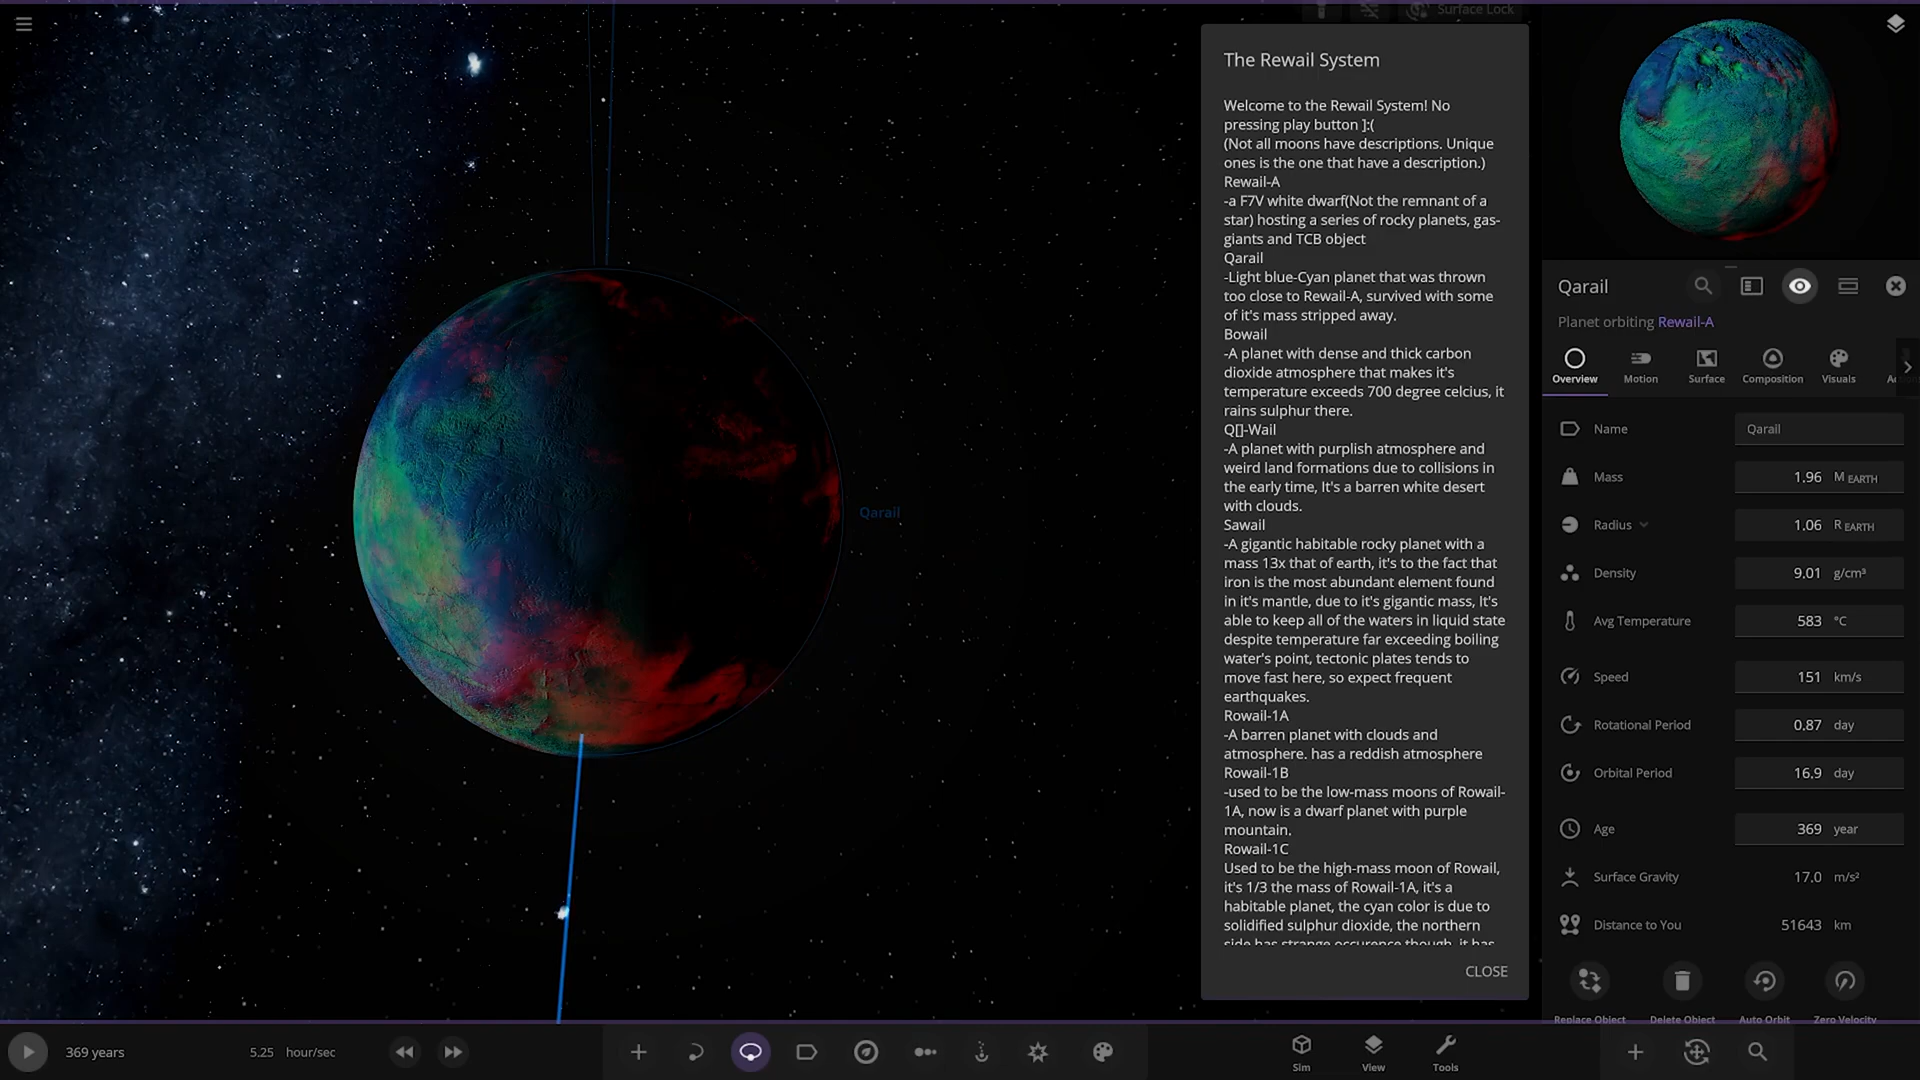 Surface Lock
The Rewail System
Welcome to the Rewail System! No
pressing play button ]:(
(Not all moons have descriptions. Unique
ones is the one that have a description.)
Rewail-A
-a F7V white dwarf(Not the remnant of a
star) hosting a series of rocky planets, gas-
giants and TCB object
Qarail
-Light blue-Cyan planet that was thrown
too close to Rewail-A, survived with some
of it's mass stripped away.
Bowail
-A planet with dense and thick carbon
dioxide atmosphere that makes it's
temperature exceeds 700 degree celcius, it
rains sulphur there.
Q[]-Wail
-A planet with purplish atmosphere and
weird land formations due to collisions in
the early time, It's a barren white desert
with clouds.
Sawail
-A gigantic habitable rocky planet with a
mass 13x that of earth, it's to the fact that
iron is the most abundant element found
in it's mantle, due to it's gigantic mass, It's
able to keep all of the waters in liquid state
despite temperature far exceeding boiling
water's point, tectonic plates tends to
move fast here, so expect frequent
earthquakes.
Rowail-1A
-A barren planet with clouds and
atmosphere. has a reddish atmosphere
Rowail-1B
-used to be the low-mass moons of Rowail-
1A, now is a dwarf planet with purple
mountain.
Rowail-1C
Used to be the high-mass moon of Rowail,
it's 1/3 the mass of Rowail-1A, it's a
habitable planet, the cyan color is due to
solidified sulphur dioxide, the northern
side has strange occurence though, it has
CLOSE
Qarail
Qarail
Planet orbiting Rewail-A
Overview Motion Surface Composition Visuals
Name Qarail
Mass 1.96 M EARTH
Radius 1.06 R EARTH
Density 9.01 g/cm³
Avg Temperature 583 °C
Speed 151 km/s
Rotational Period 0.87 day
Orbital Period 16.9 day
Age 369 year
Surface Gravity 17.0 m/s²
Distance to You 51643 km
Replace Object Delete Object Auto Orbit Zero Velocity
369 years 5.25 hour/sec
Sim View Tools